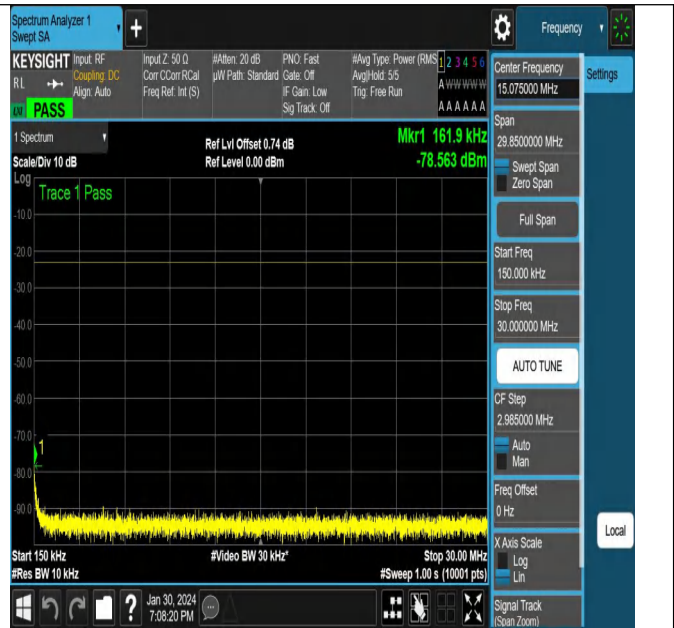 Spectrum Analyzer 1
Swept SA
Frequency
KEYSIGHT
RL
LXI
PASS
Input: RF
Coupling: DC
Align: Auto
Input Z: 50 Ω
Corr CCorr RCal
Freq Ref: Int (S)
#Atten: 20 dB
µW Path: Standard
PNO: Fast
Gate: Off
IF Gain: Low
Sig Track: Off
#Avg Type: Power (RMS
Avg|Hold: 5/5
Trig: Free Run
1 2 3 4 5 6
A W W W W W
A A A A A A
1 Spectrum
Scale/Div 10 dB
Ref Lvl Offset 0.74 dB
Ref Level 0.00 dBm
Mkr1 161.9 kHz
-78.563 dBm
Log
Trace 1 Pass
-10.0
-20.0
-30.0
-40.0
-50.0
-60.0
-70.0
1
-80.0
-90.0
Start 150 kHz
#Res BW 10 kHz
#Video BW 30 kHz*
Stop 30.00 MHz
#Sweep 1.00 s (10001 pts)
Jan 30, 2024
7:08:20 PM
Center Frequency
15.075000 MHz
Settings
Span
29.8500000 MHz
Swept Span
Zero Span
Full Span
Start Freq
150.000 kHz
Stop Freq
30.000000 MHz
AUTO TUNE
CF Step
2.985000 MHz
Auto
Man
Freq Offset
0 Hz
X Axis Scale
Log
Lin
Local
Signal Track
(Span Zoom)